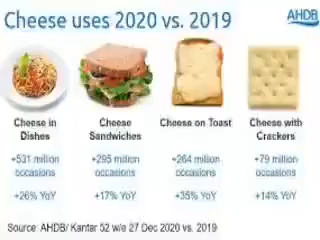 Cheese uses 2020 vs. 2019
AHDB
Cheese in
Dishes
+531 million
occasions
+26% YoY
Cheese
Sandwiches
+295 million
occasions
+17% YoY
Cheese on Toast
+264 million
occasions
+35% YoY
Cheese with
Crackers
+79 million
occasions
+14% YoY
Source: AHDB/ Kantar 52 w/e 27 Dec 2020 vs. 2019